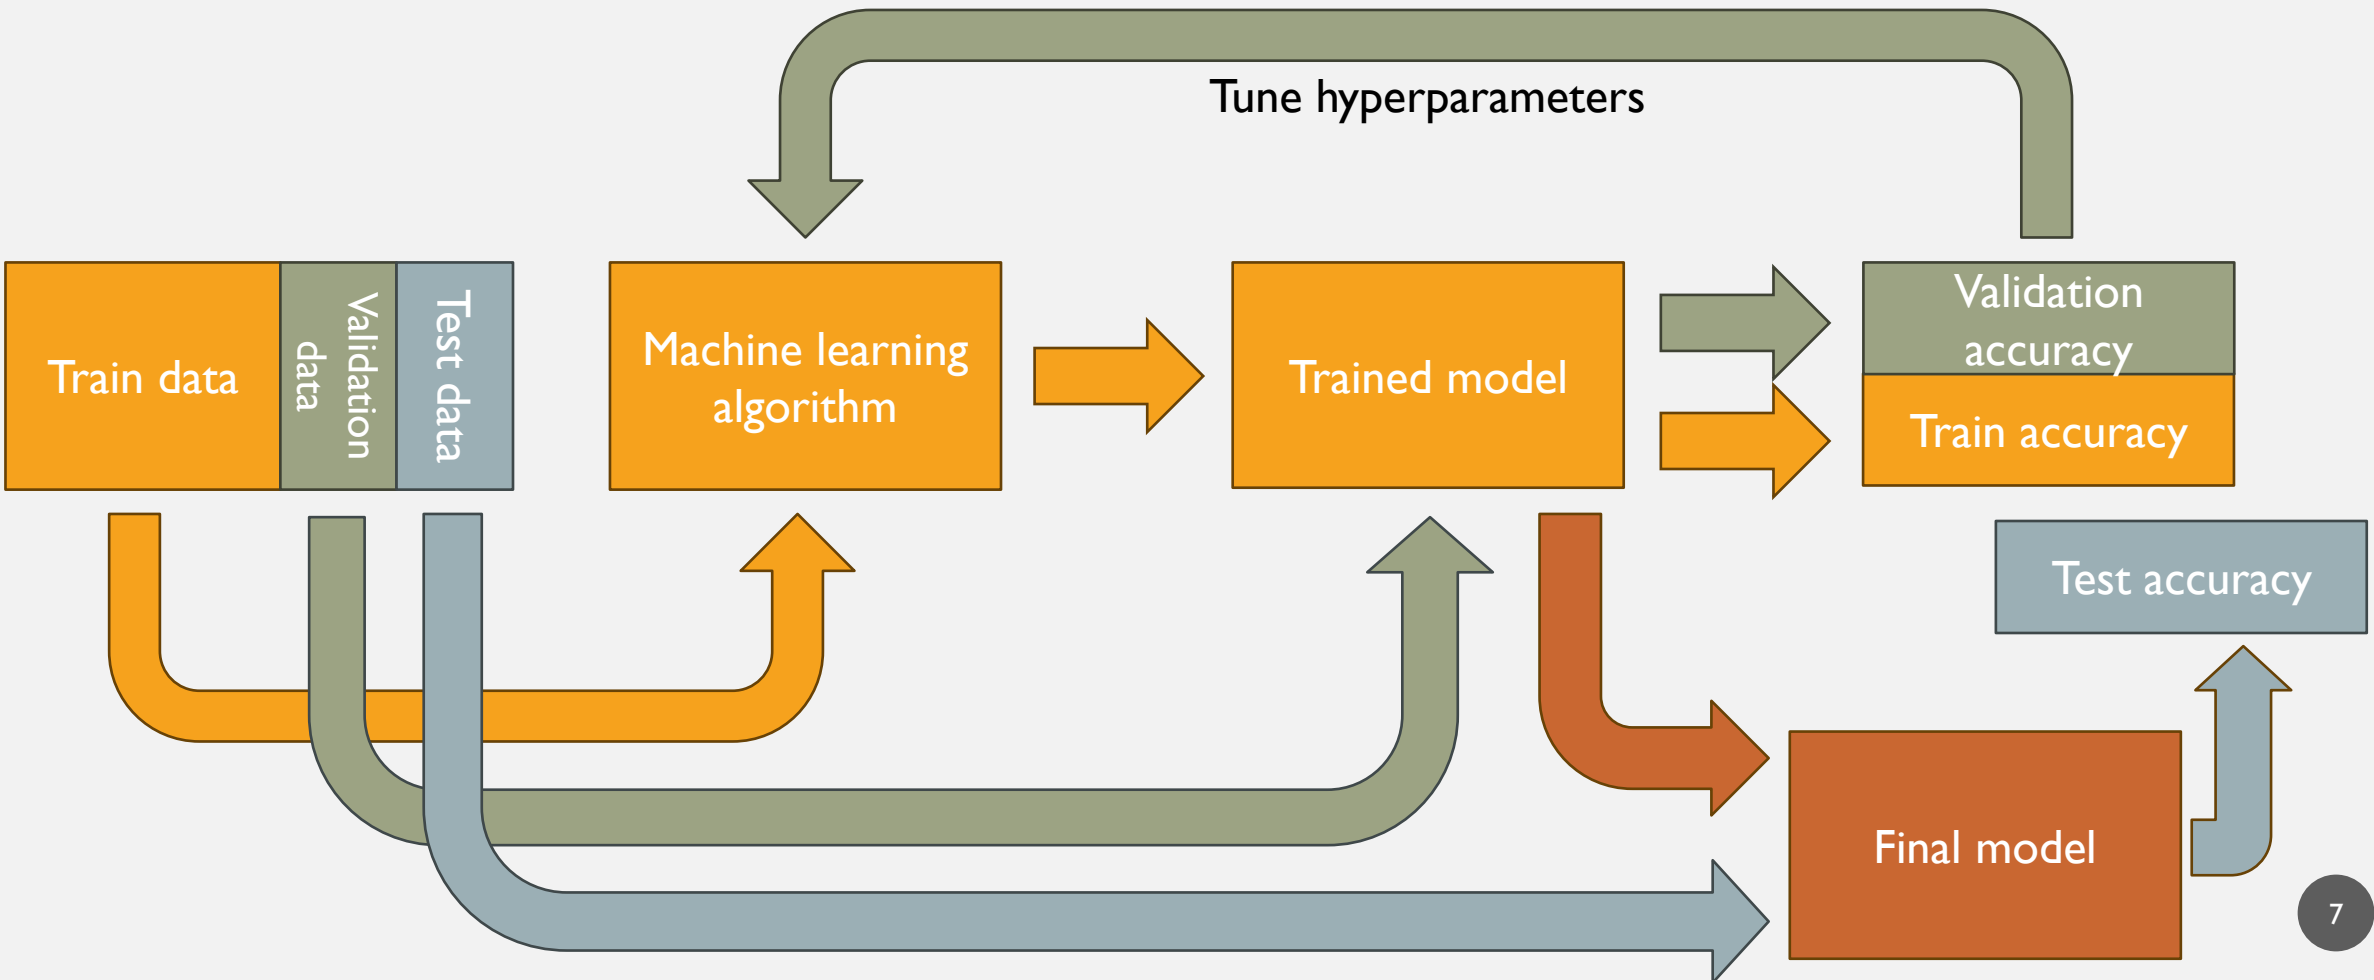 Tune hyperparameters
Train data
Validation
data
Test data
Machine learning
algorithm
Trained model
Validation
accuracy
Train accuracy
Test accuracy
Final model
7